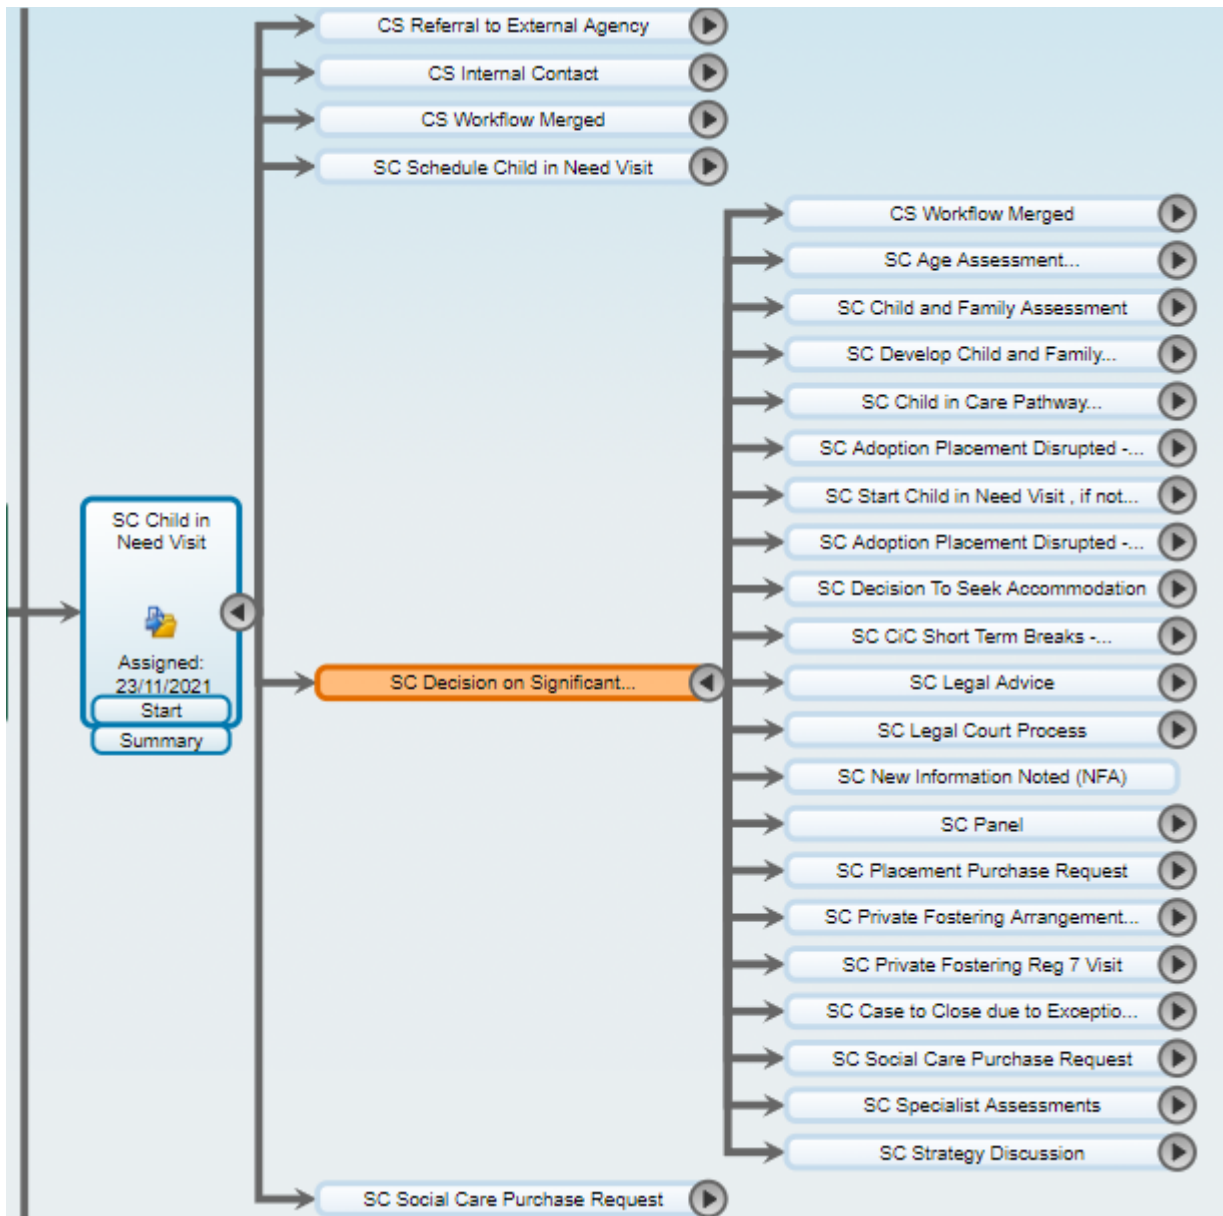 CS Referral to External Agency
CS Internal Contact
CS Workflow Merged
SC Schedule Child in Need Visit
CS Workflow Merged
SC Age Assessment...
SC Child and Family Assessment
SC Develop Child and Family...
SC Child in Care Pathway...
SC Adoption Placement Disrupted -...
SC Start Child in Need Visit , if not...
SC Adoption Placement Disrupted -...
SC Decision To Seek Accommodation
SC CiC Short Term Breaks -...
SC Child in
Need Visit
Assigned:
23/11/2021
Start
Summary
SC Decision on Significant...
SC Legal Advice
SC Legal Court Process
SC New Information Noted (NFA)
SC Panel
SC Placement Purchase Request
SC Private Fostering Arrangement...
SC Private Fostering Reg 7 Visit
SC Case to Close due to Exceptio...
SC Social Care Purchase Request
SC Specialist Assessments
SC Strategy Discussion
SC Social Care Purchase Request